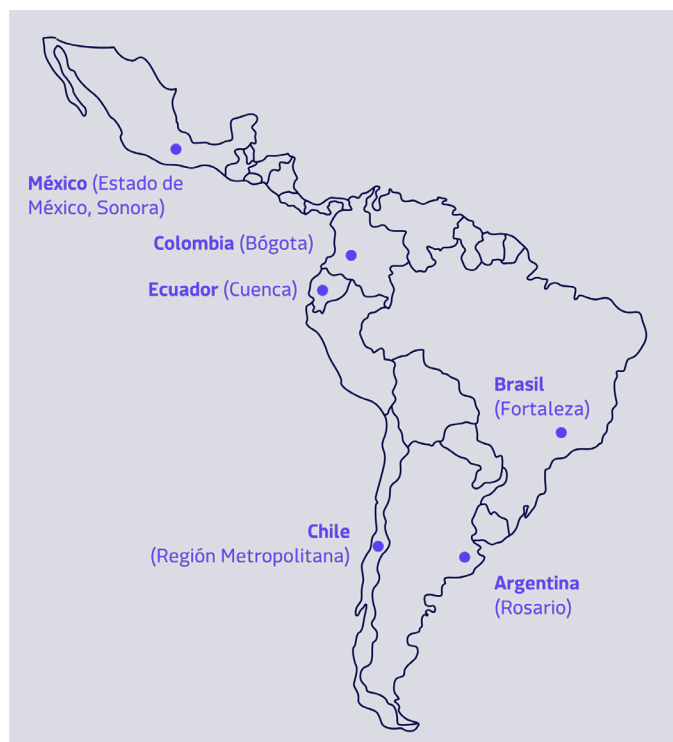 México (Estado de
México, Sonora)
Colombia (Bógota)
Ecuador (Cuenca)
Brasil
(Fortaleza)
Chile
(Región Metropolitana)
Argentina
(Rosario)